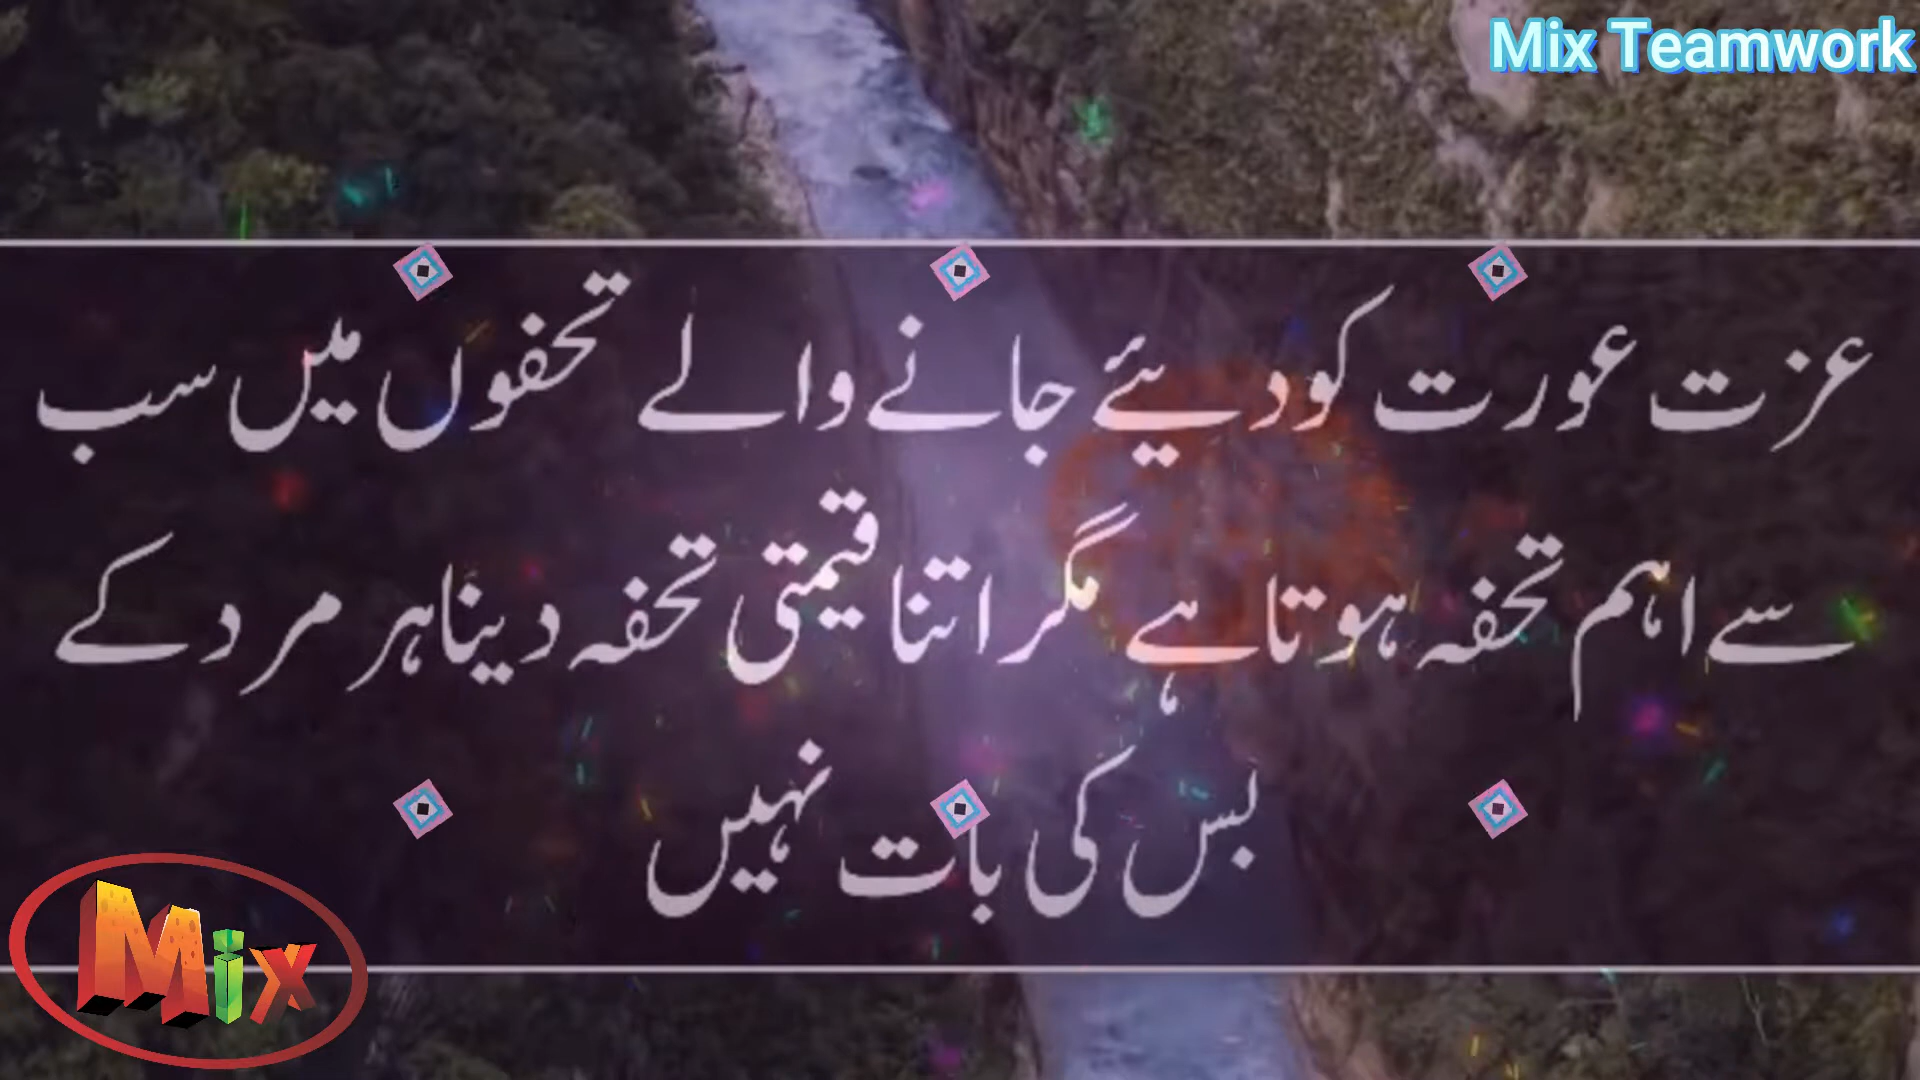 Mix Teamwork
عزت عورت کو دیئے جانے والے تحفوں میں سب
سے اہم تحفہ ہوتا ہے مگر اتنا قیمتی تحفہ دینا ہر مرد کے
بس کی بات نہیں
Mix